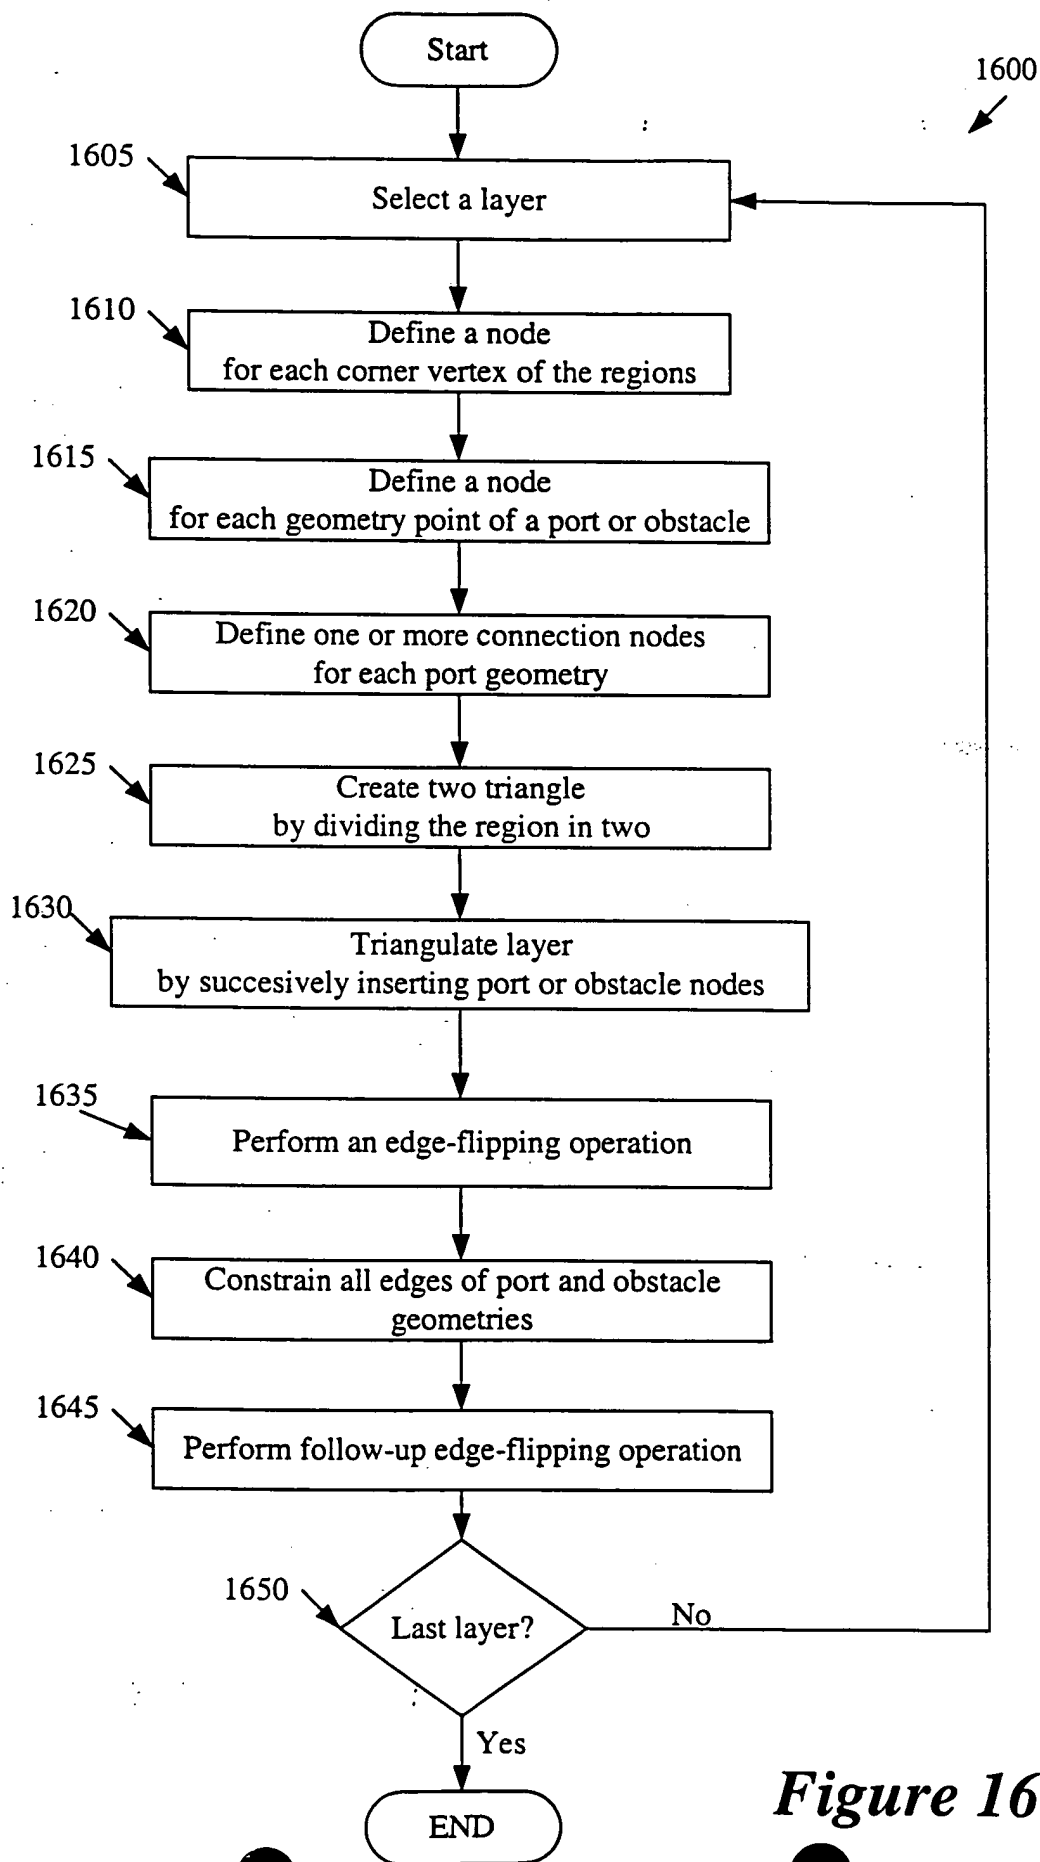 Start
1600
1605
Select a layer
1610
Define a node
for each corner vertex of the regions
1615
Define a node
for each geometry point of a port or obstacle
1620
Define one or more connection nodes
for each port geometry
1625
Create two triangle
by dividing the region in two
1630
Triangulate layer
by succesively inserting port or obstacle nodes
1635
Perform an edge-flipping operation
1640
Constrain all edges of port and obstacle
geometries
1645
Perform follow-up edge-flipping operation
1650
Last layer?
No
Yes
END
Figure 16